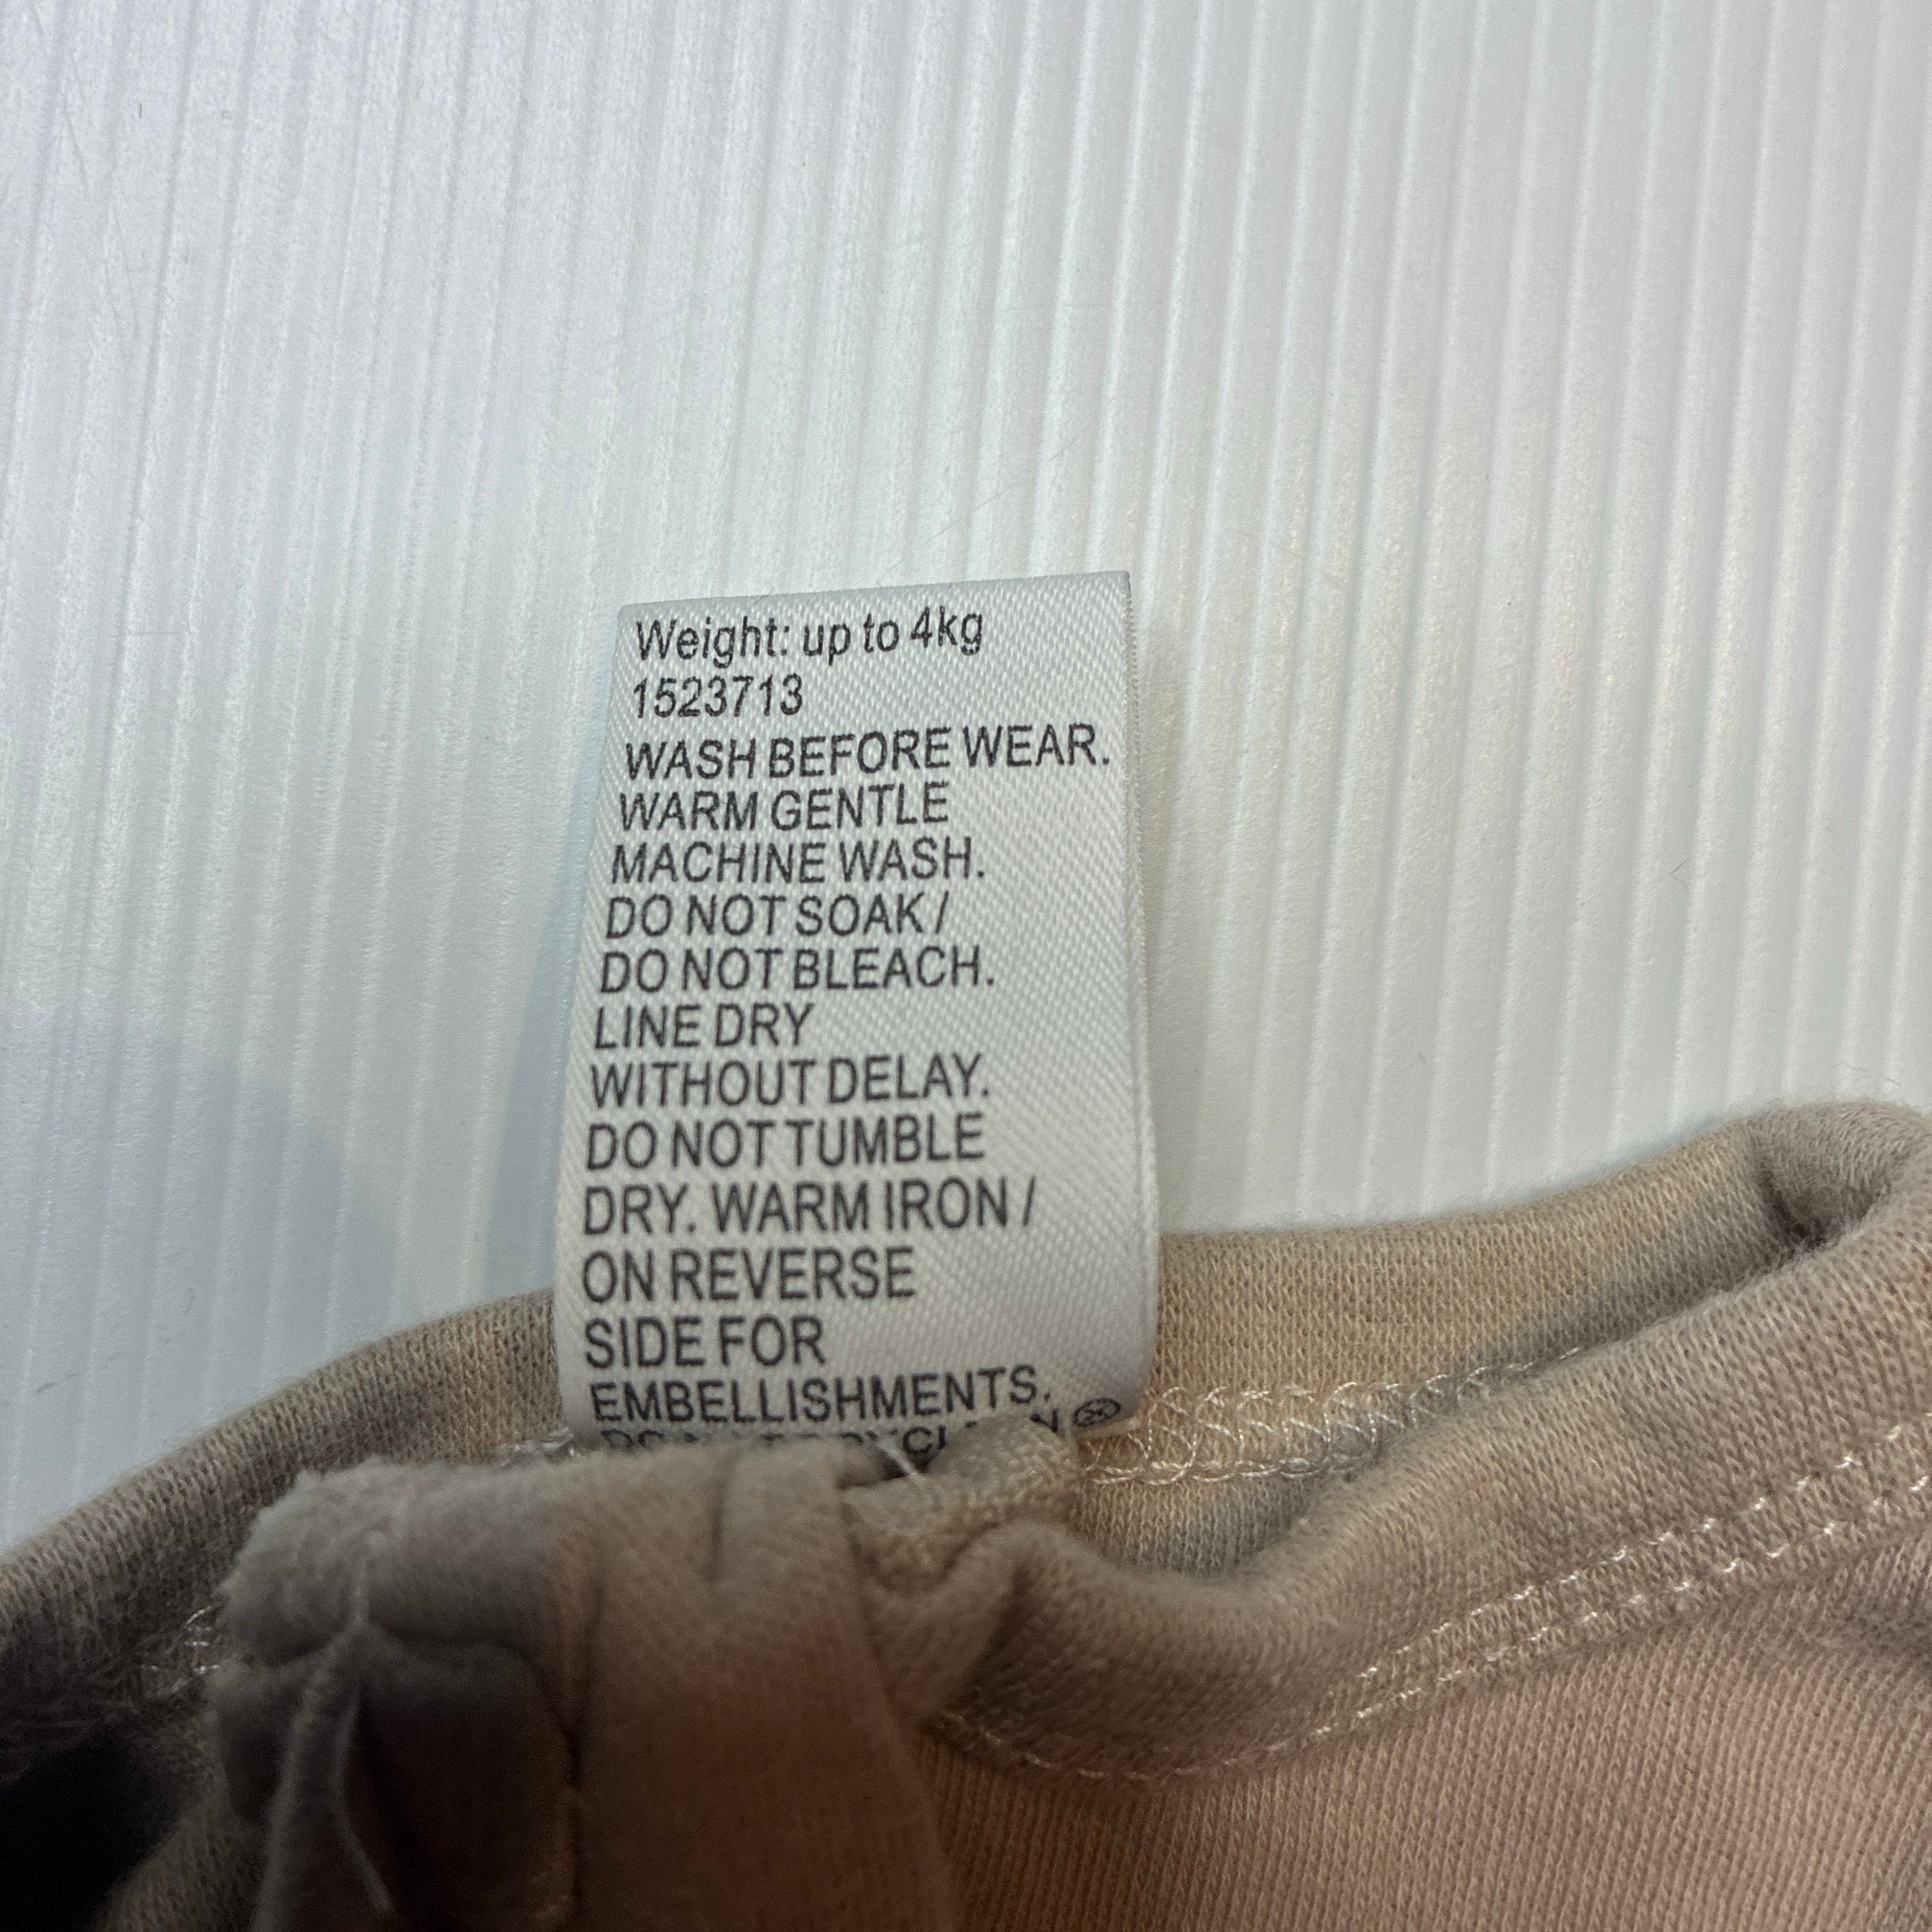 Weight: up to 4kg
1523713
WASH BEFORE WEAR.
WARM GENTLE
MACHINE WASH.
DO NOT SOAK /
DO NOT BLEACH.
LINE DRY
WITHOUT DELAY.
DO NOT TUMBLE
DRY. WARM IRON /
ON REVERSE
SIDE FOR
EMBELLISHMENTS.